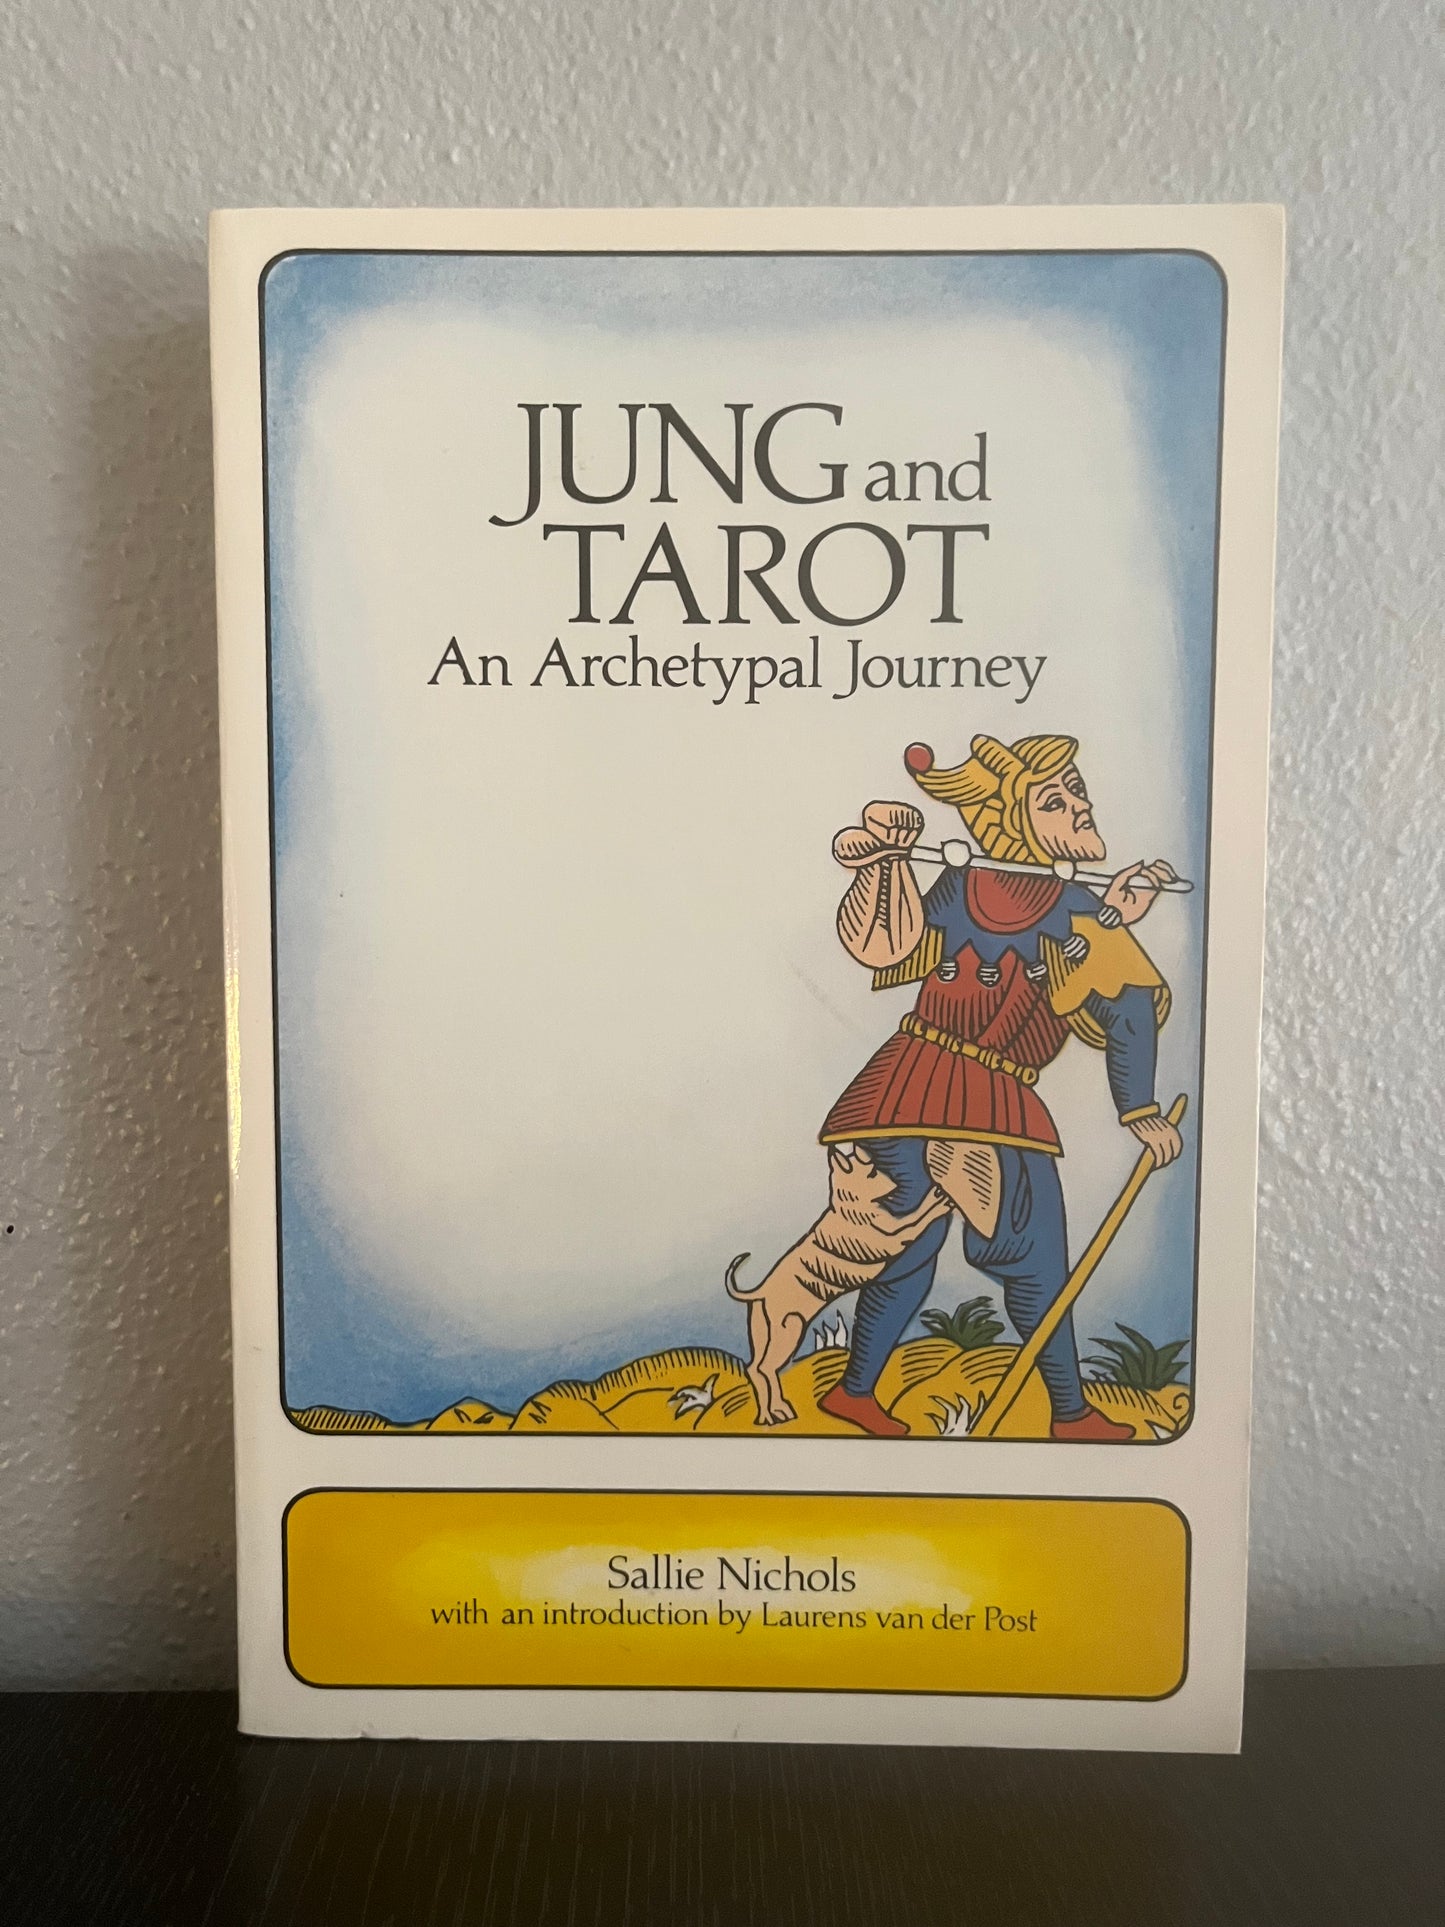 JUNG and
TAROT
An Archetypal Journey
Sallie Nichols
with an introduction by Laurens van der Post